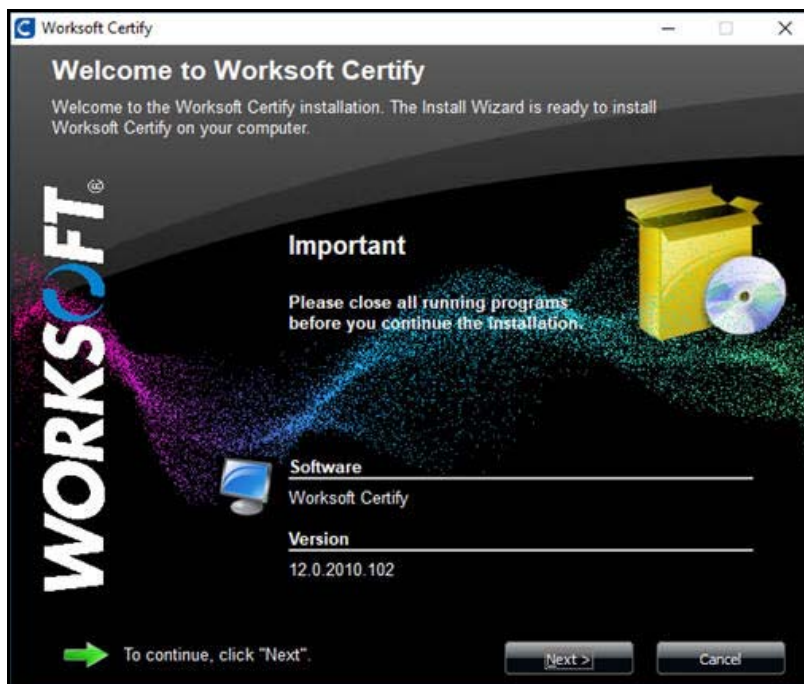 Worksoft Certify
Welcome to Worksoft Certify
Welcome to the Worksoft Certify installation. The Install Wizard is ready to install
Worksoft Certify on your computer.
WORKSOFT®
Important
Please close all running programs
before you continue the Installation.
Software
Worksoft Certify
Version
12.0.2010.102
To continue, click "Next".
Next >
Cancel